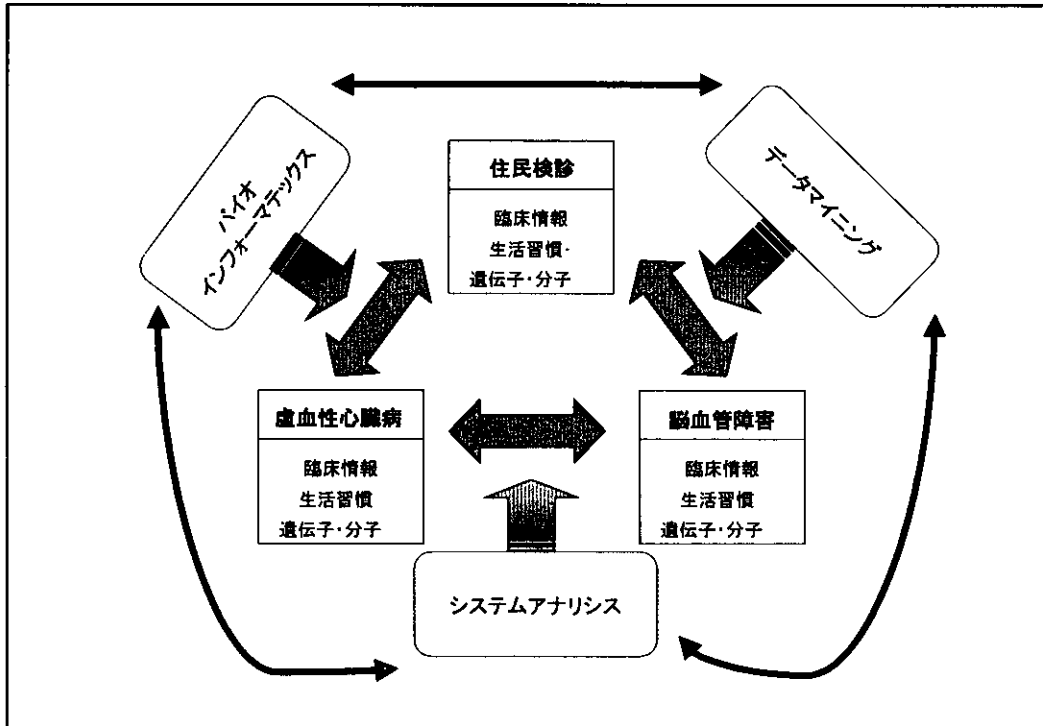 バイオ
インフォーマテックス
データマイニング
住民検診
臨床情報
生活習慣・
遺伝子・分子
虚血性心臓病
臨床情報
生活習慣
遺伝子・分子
脳血管障害
臨床情報
生活習慣
遺伝子・分子
システムアナリシス